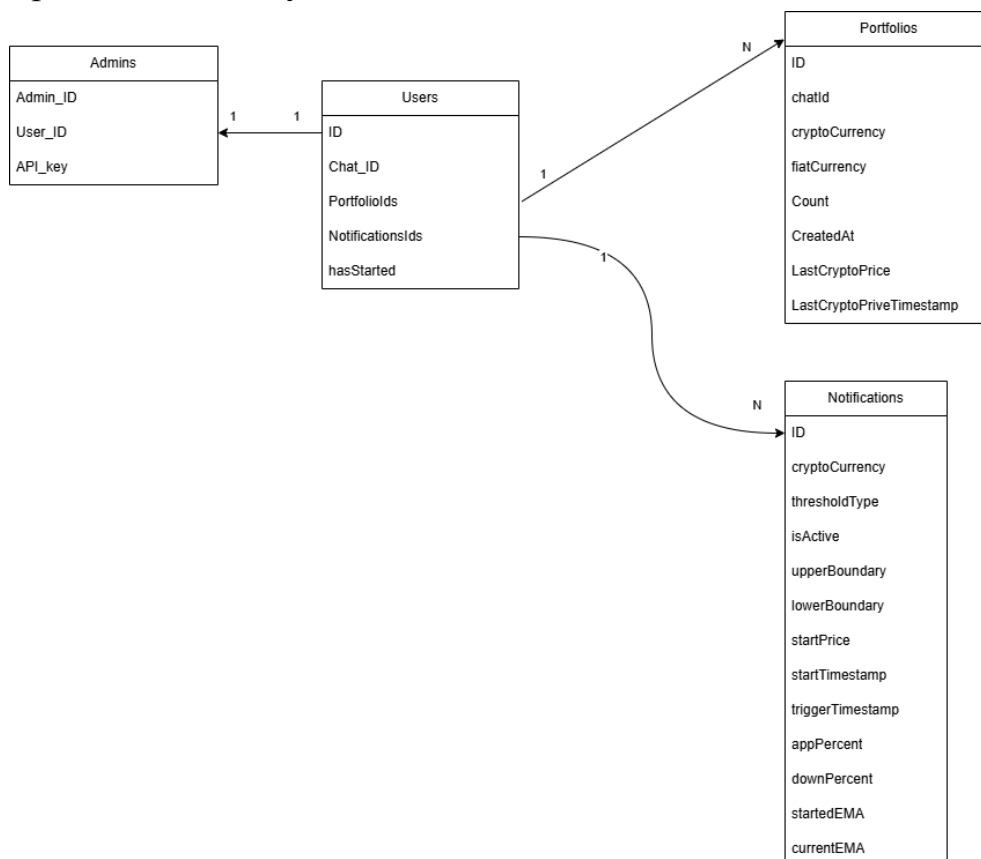 Admins
Admin_ID
User_ID
API_key
1
1
Users
ID
Chat_ID
PortfolioIds
NotificationsIds
hasStarted
1
N
Portfolios
ID
chatId
cryptoCurrency
fiatCurrency
Count
CreatedAt
LastCryptoPrice
LastCryptoPriveTimestamp
1
N
Notifications
ID
cryptoCurrency
thresholdType
isActive
upperBoundary
lowerBoundary
startPrice
startTimestamp
triggerTimestamp
appPercent
downPercent
startedEMA
currentEMA